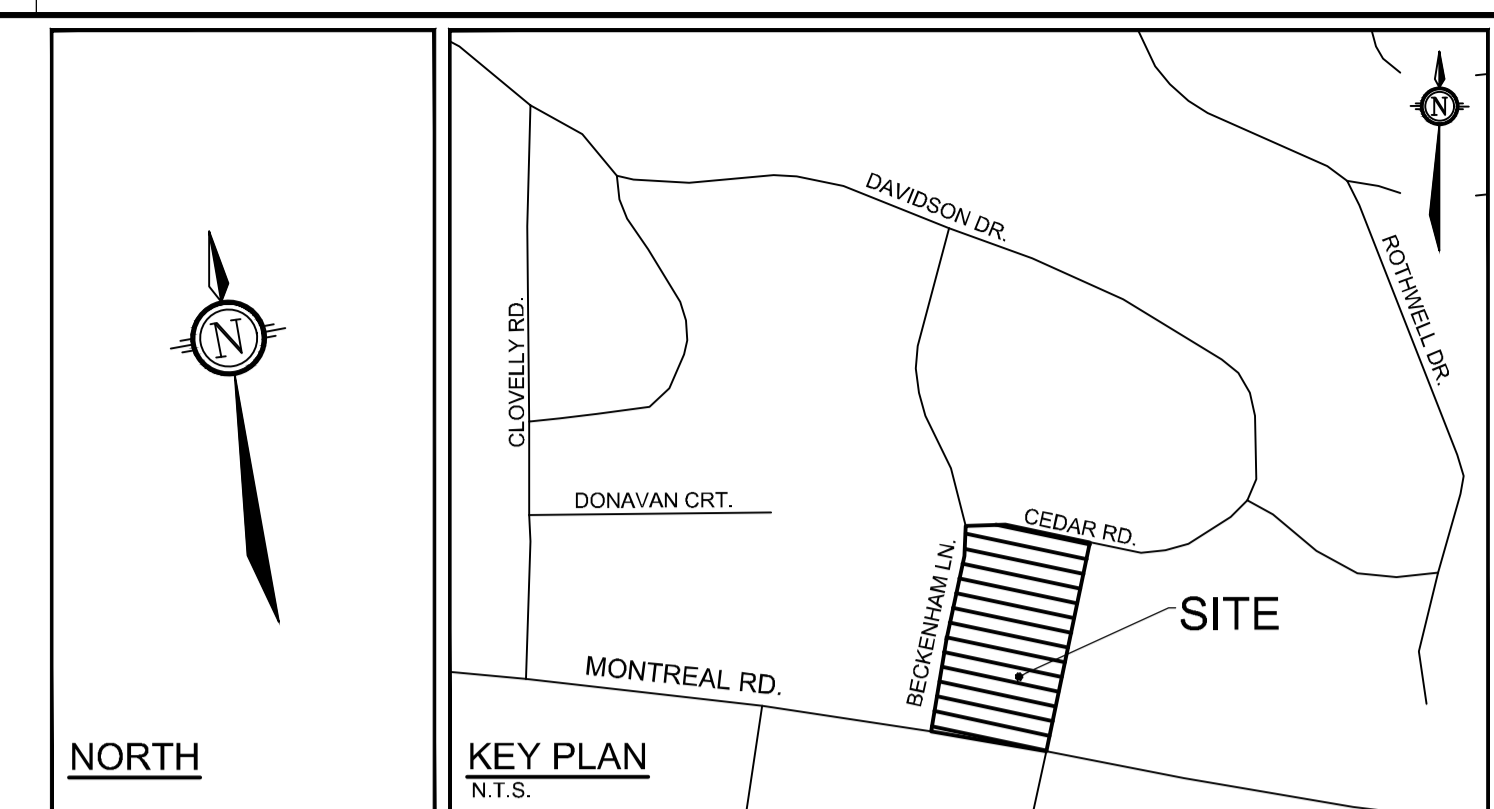 N
NORTH
N
DAVIDSON DR.
ROTHWELL DR.
CLOVELLY RD.
DONAVAN CRT.
CEDAR RD.
BECKENHAM LN.
SITE
MONTREAL RD.
KEY PLAN
N.T.S.